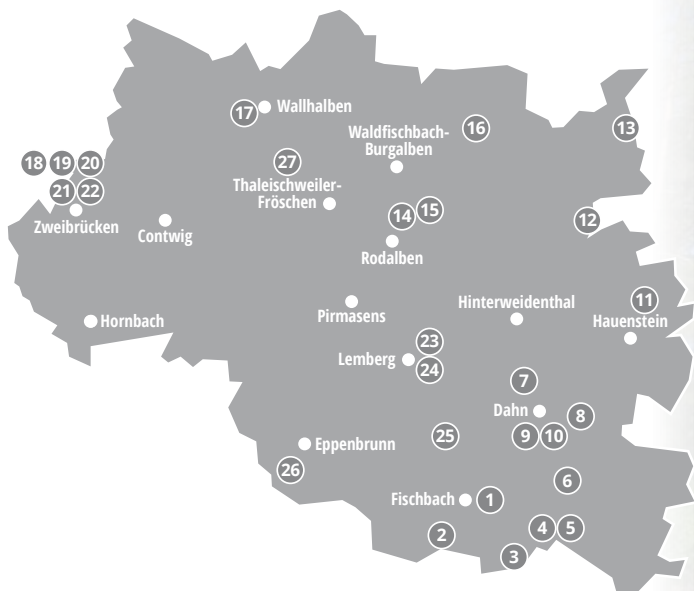 17
Wallhalben
16
13
Waldfischbach-
Burgalben
18 19 20
27
21 22
Thaleischweiler-
Fröschen
14 15
12
Zweibrücken
Contwig
Rodalben
11
Hinterweidenthal
Hauenstein
Pirmasens
Hornbach
23
Lemberg
24
7
Dahn
8
9 10
25
Eppenbrunn
26
6
Fischbach 1
2
4 5
3